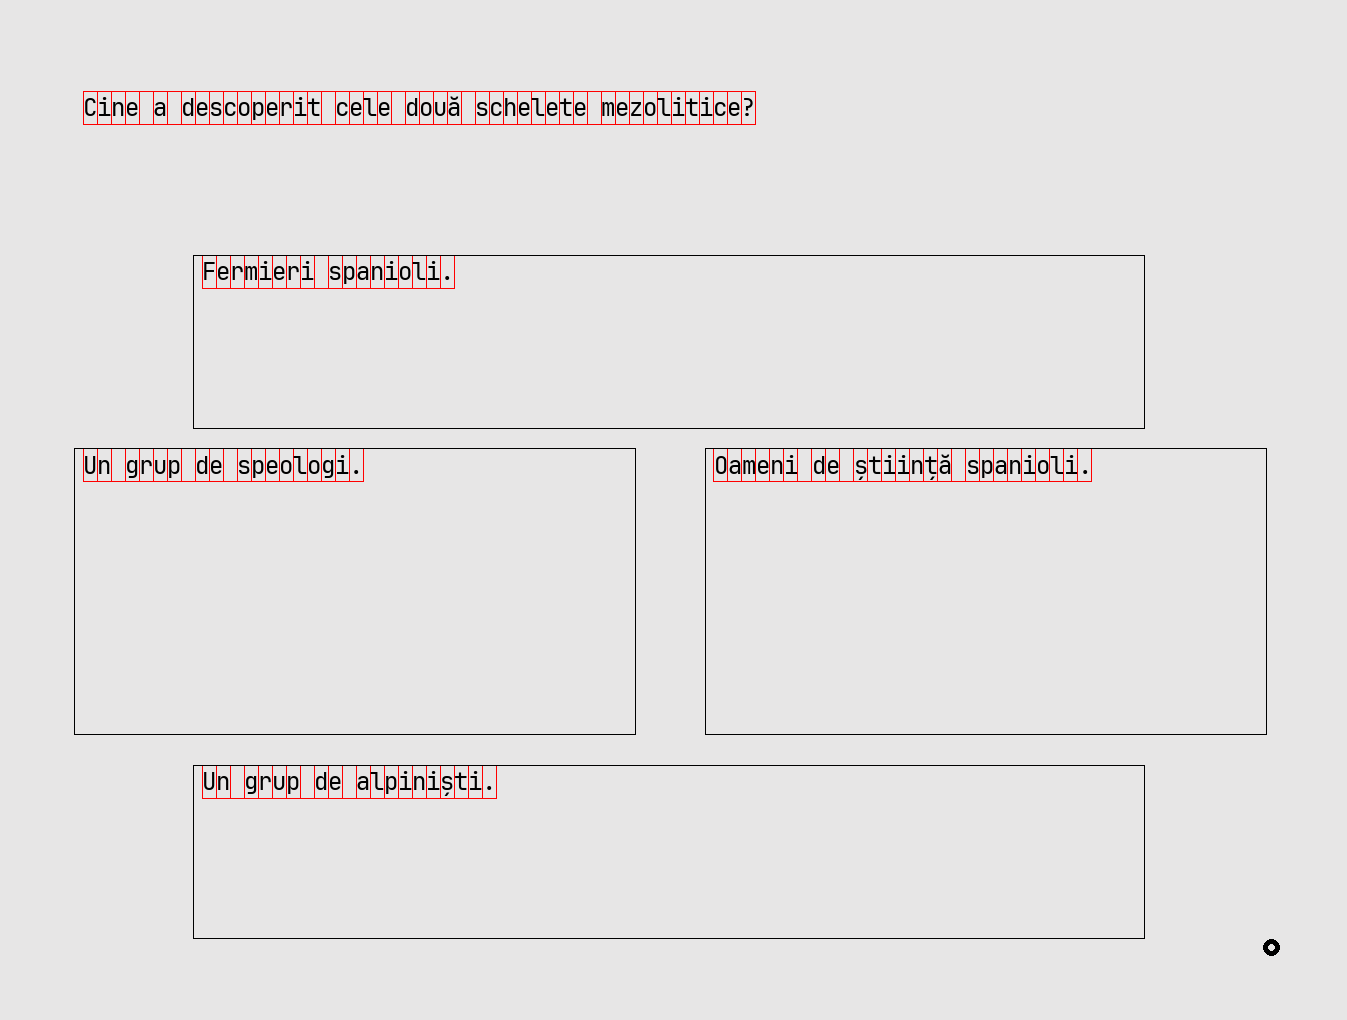 Cine a descoperit cele două schelete mezolitice?
Fermieri spanioli.
Un grup de speologi.
Oameni de știință spanioli.
Un grup de alpiniști.